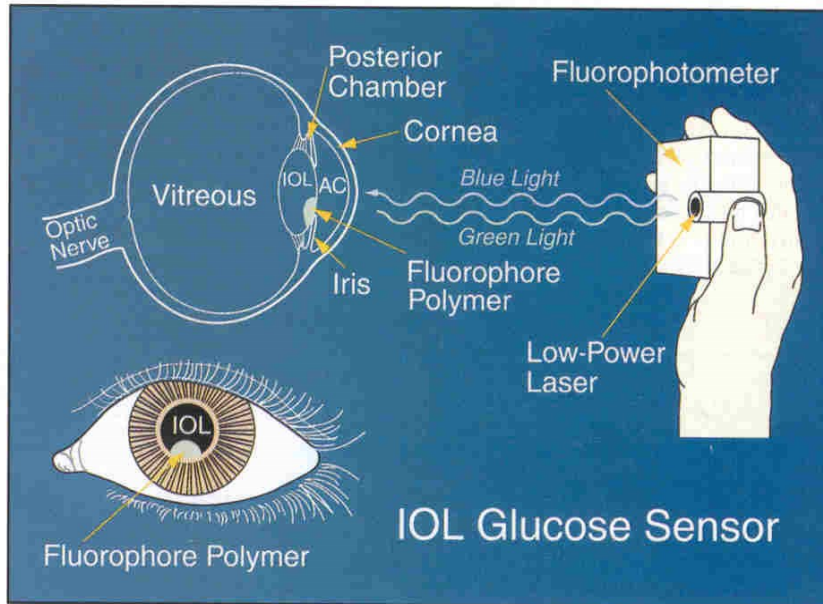 Posterior
Chamber
Cornea
Fluorophotometer
Vitreous
IOL
AC
Blue Light
Green Light
Optic
Nerve
Iris
Fluorophore
Polymer
Low-Power
Laser
IOL
Fluorophore Polymer
IOL Glucose Sensor